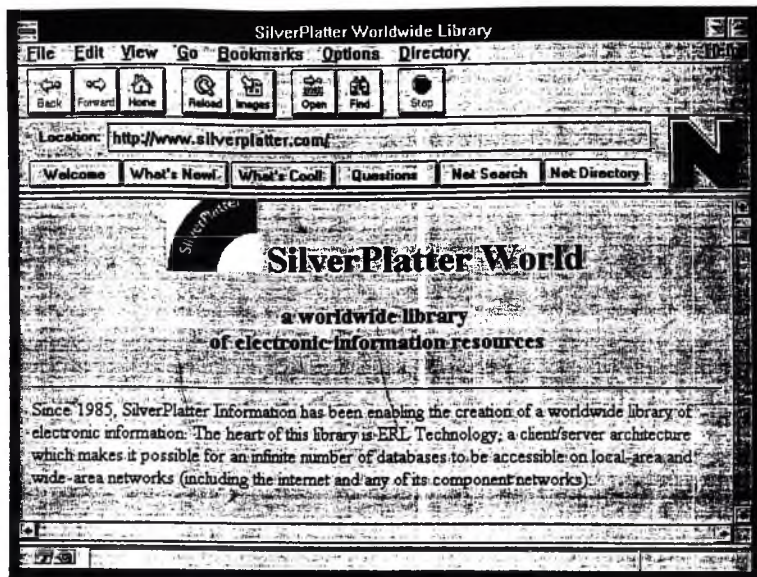 SilverPlatter Worldwide Library
File Edit View Go Bookmarks Options Directory
Back Forward Home Reload Images Open Find Stop
Location: http://www.silverplatter.com/
N
Welcome What's New! What's Cool! Questions Net Search Net Directory
SilverPlatter
SilverPlatter World
a worldwide library
of electronic information resources
Since 1985, SilverPlatter Information has been enabling the creation of a worldwide library of
electronic information. The heart of this library is ERL Technology; a client/server architecture
which makes it possible for an infinite number of databases to be accessible on local-area and
wide-area networks (including the internet and any of its component networks).